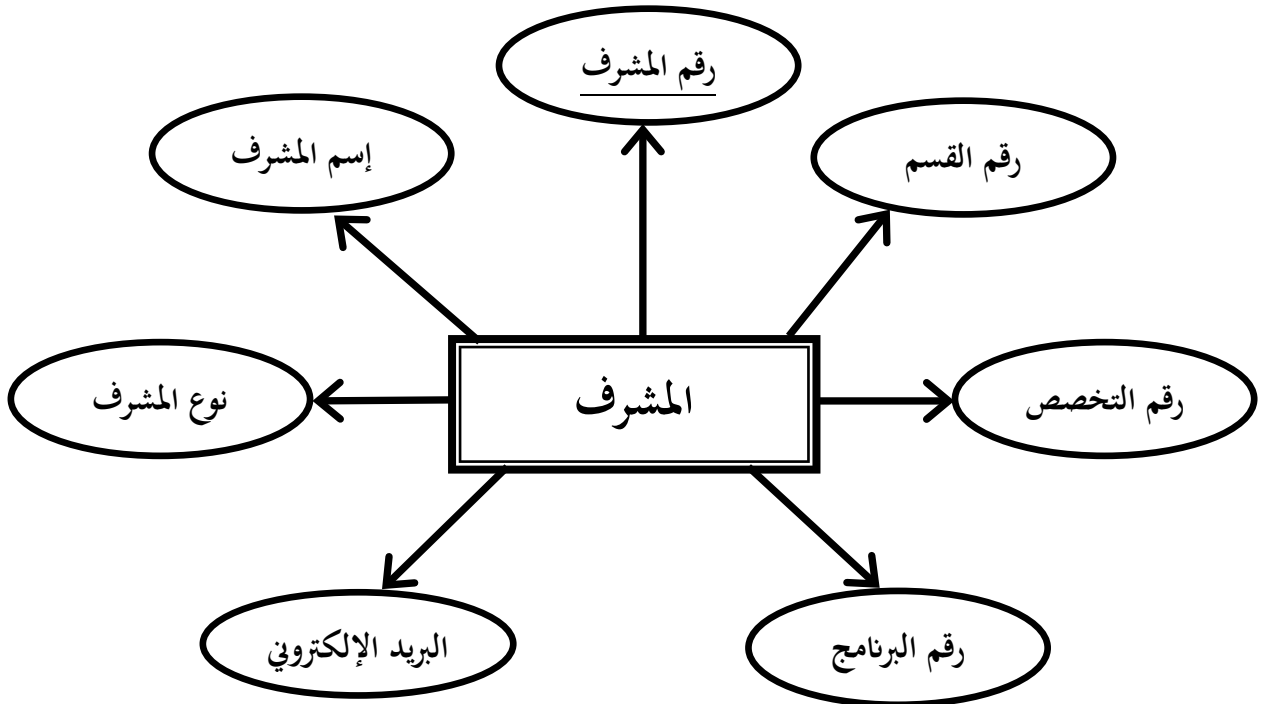 رقم المشرف
رقم القسم
إسم المشرف
المشرف
رقم التخصص
نوع المشرف
رقم البرنامج
البريد الإلكتروني